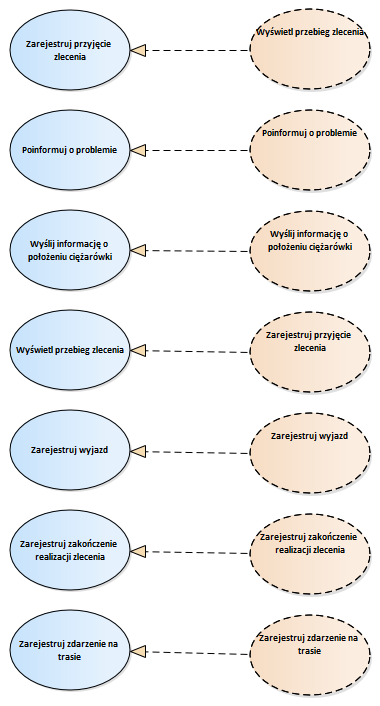 Zarejestruj przyjęcie
zlecenia
Wyświetl przebieg zlecenia
Poinformuj o problemie
Poinformuj o problemie
Wyślij informację o
położeniu ciężarówki
Wyślij informację o
położeniu ciężarówki
Wyświetl przebieg zlecenia
Zarejestruj przyjęcie
zlecenia
Zarejestruj wyjazd
Zarejestruj wyjazd
Zarejestruj zakończenie
realizacji zlecenia
Zarejestruj zakończenie
realizacji zlecenia
Zarejestruj zdarzenie na
trasie
Zarejestruj zdarzenie na
trasie